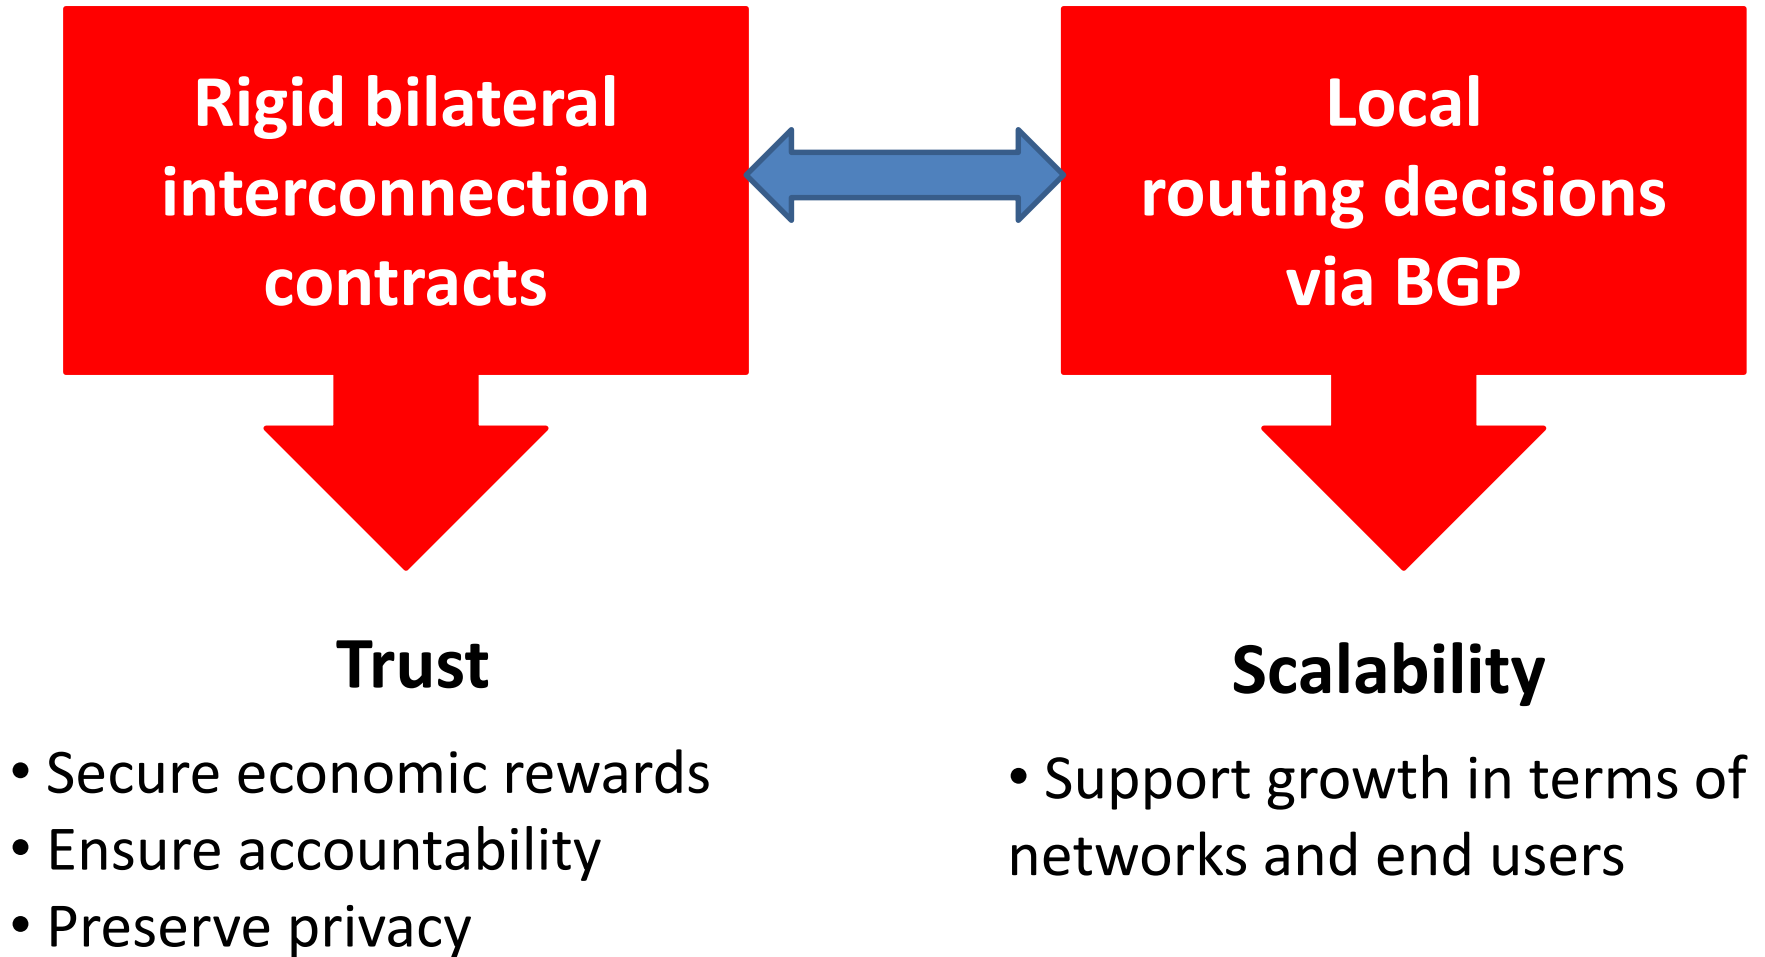 Rigid bilateral
interconnection
contracts
Local
routing decisions
via BGP
Trust
• Secure economic rewards
• Ensure accountability
• Preserve privacy
Scalability
• Support growth in terms of
networks and end users